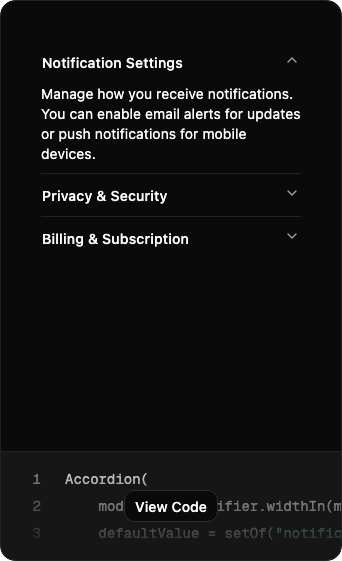 Notification Settings
Manage how you receive notifications.
You can enable email alerts for updates
or push notifications for mobile
devices.
Privacy & Security
Billing & Subscription
1 Accordion(
2 mod ifier.widthIn(m
View Code
3 defaultValue = setOf("notific